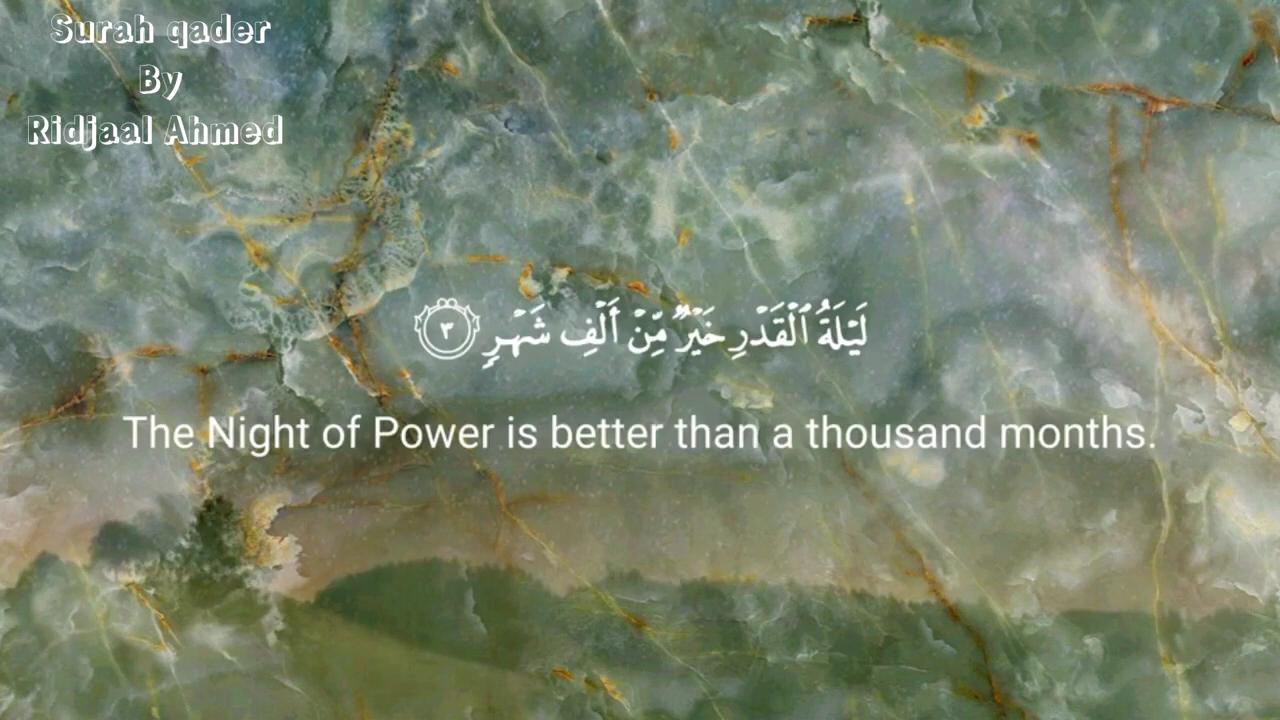 Surah qader
By
Ridjaal Ahmed
لَيْلَةُ ٱلْقَدْرِ خَيْرٌ مِّنْ أَلْفِ شَهْرٍ ٣
The Night of Power is better than a thousand months.